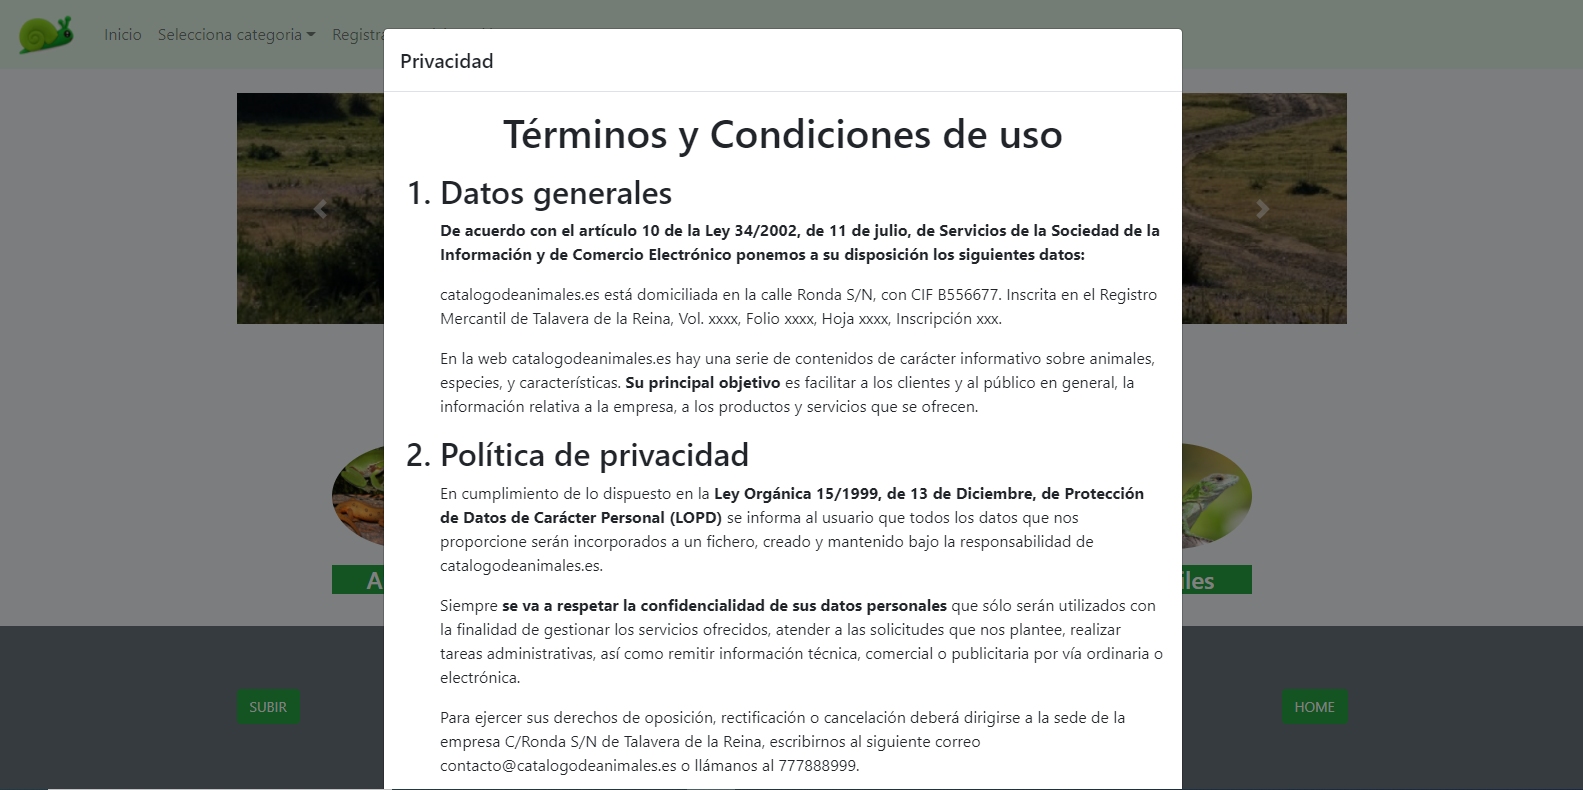 Inicio Selecciona categoria
Privacidad
Términos y Condiciones de uso
1. Datos generales
De acuerdo con el artículo 10 de la Ley 34/2002, de 11 de julio, de Servicios de la Sociedad de la
Información y de Comercio Electrónico ponemos a su disposición los siguientes datos:
catalogodeanimales.es está domiciliada en la calle Ronda S/N, con CIF B556677. Inscrita en el Registro
Mercantil de Talavera de la Reina, Vol. xxxx, Folio xxxx, Hoja xxxx, Inscripción xxx.
En la web catalogodeanimales.es hay una serie de contenidos de carácter informativo sobre animales,
especies, y características. Su principal objetivo es facilitar a los clientes y al público en general, la
información relativa a la empresa, a los productos y servicios que se ofrecen.
2. Política de privacidad
En cumplimiento de lo dispuesto en la Ley Orgánica 15/1999, de 13 de Diciembre, de Protección
de Datos de Carácter Personal (LOPD) se informa al usuario que todos los datos que nos
proporcione serán incorporados a un fichero, creado y mantenido bajo la responsabilidad de
catalogodeanimales.es.
Siempre se va a respetar la confidencialidad de sus datos personales que sólo serán utilizados con
la finalidad de gestionar los servicios ofrecidos, atender a las solicitudes que nos plantee, realizar
tareas administrativas, así como remitir información técnica, comercial o publicitaria por vía ordinaria o
electrónica.
Para ejercer sus derechos de oposición, rectificación o cancelación deberá dirigirse a la sede de la
empresa C/Ronda S/N de Talavera de la Reina, escribirnos al siguiente correo
contacto@catalogodeanimales.es o llámanos al 777888999.
SUBIR
HOME